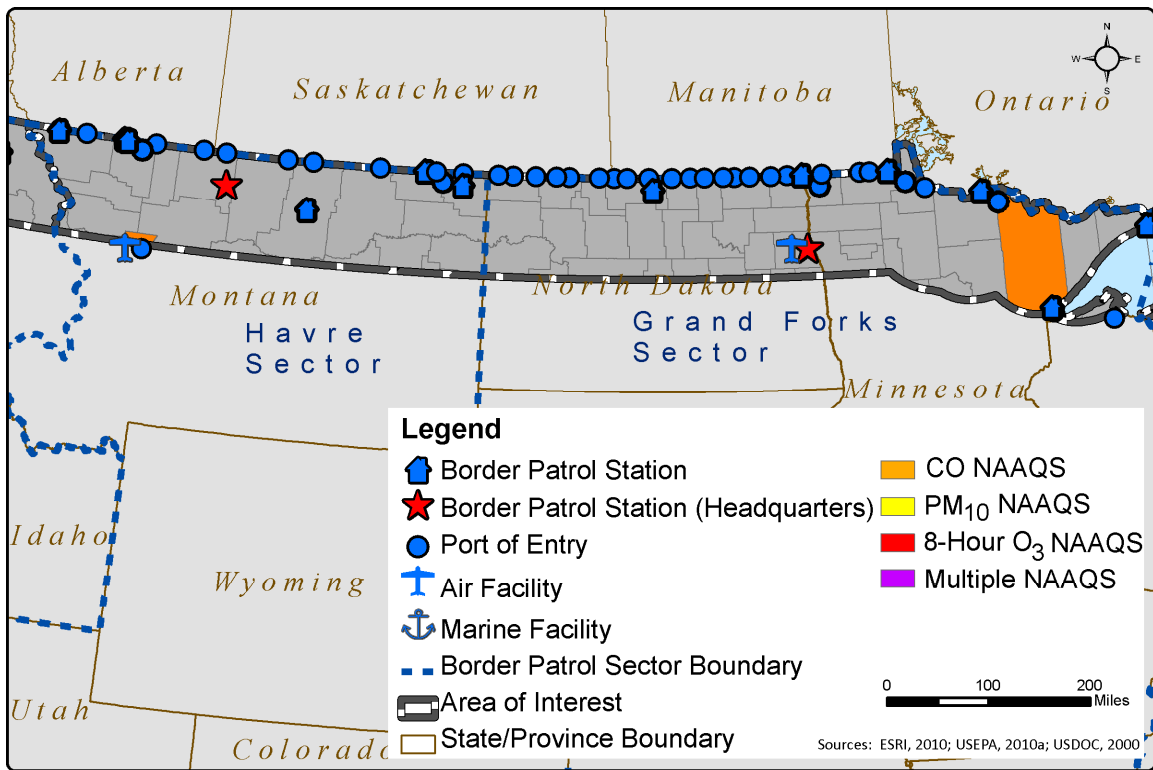 N
W E
S
Alberta
Saskatchewan
Manitoba
Ontario
Montana
North Dakota
Havre
Sector
Grand Forks
Sector
Minnesota
Idaho
Wyoming
Utah
Colorado
Legend
Border Patrol Station
Border Patrol Station (Headquarters)
Port of Entry
Air Facility
Marine Facility
Border Patrol Sector Boundary
Area of Interest
State/Province Boundary
CO NAAQS
PM10 NAAQS
8-Hour O3 NAAQS
Multiple NAAQS
0 100 200
Miles
Sources: ESRI, 2010; USEPA, 2010a; USDOC, 2000